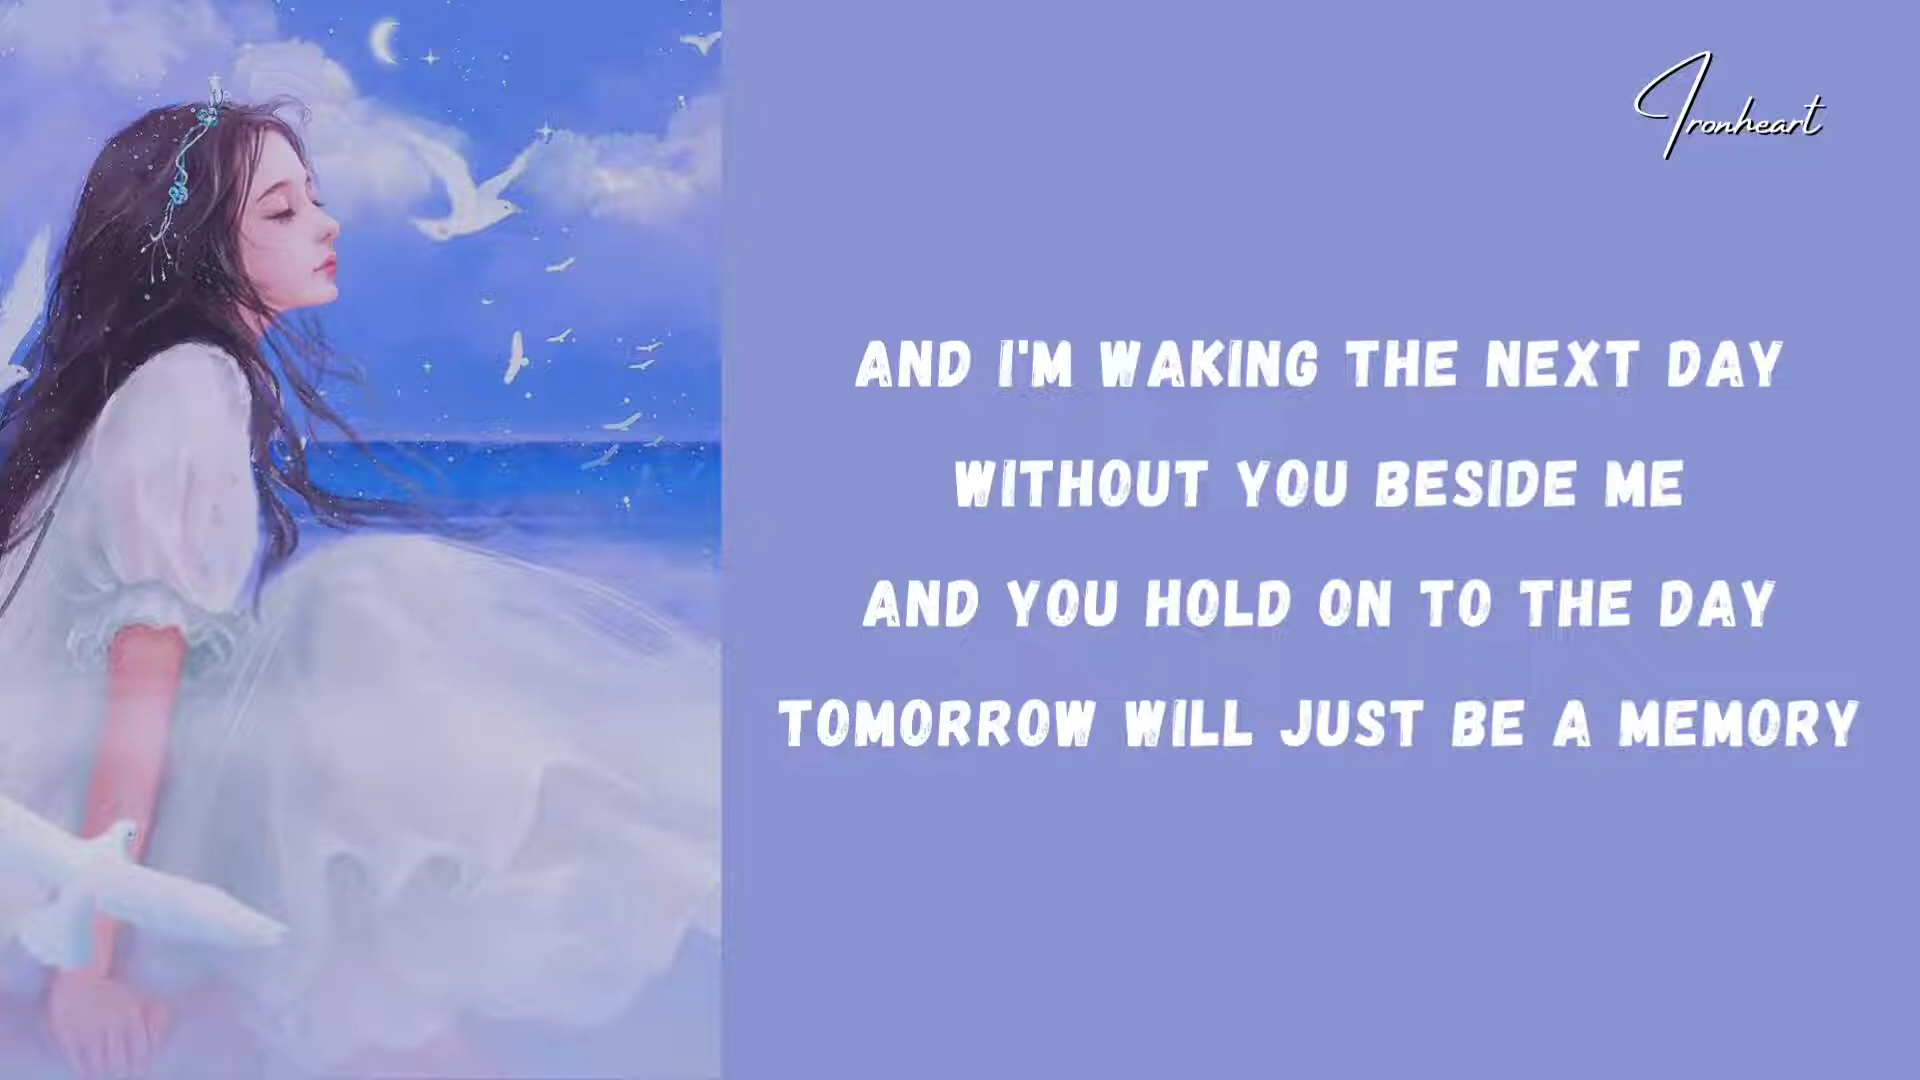 Ironheart
AND I'M WAKING THE NEXT DAY
WITHOUT YOU BESIDE ME
AND YOU HOLD ON TO THE DAY
TOMORROW WILL JUST BE A MEMORY